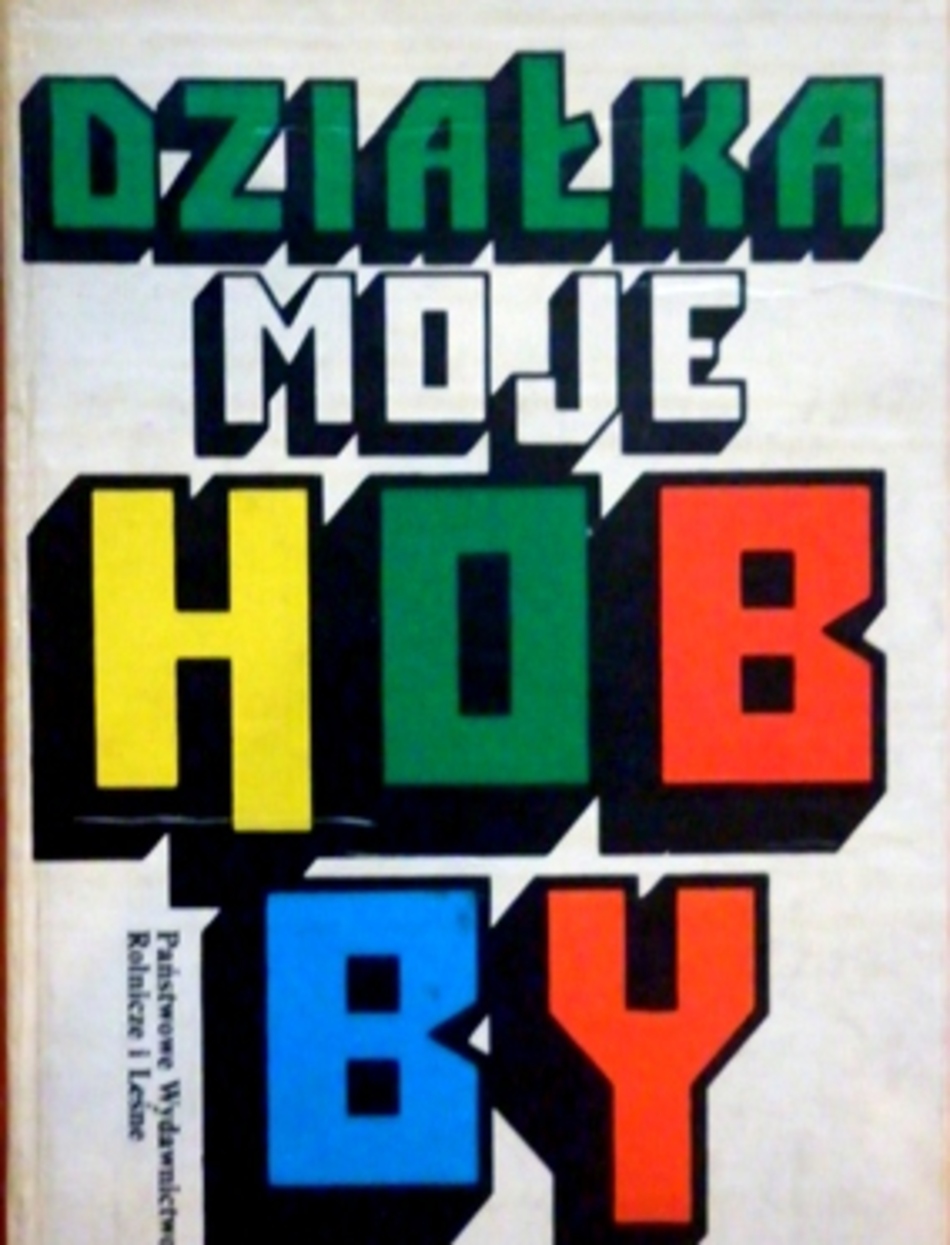 DZIAŁKA
MOJE
HOB
BY
Państwowe Wydawnictwo
Rolnicze i Leśne